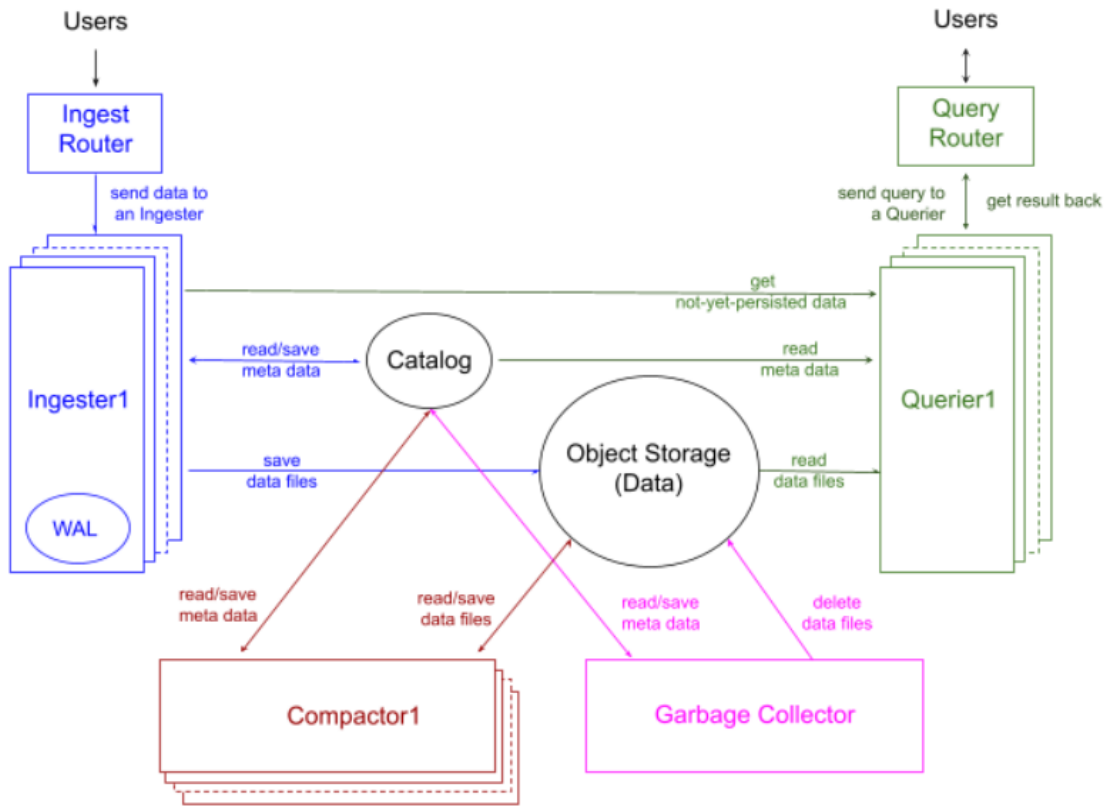 Users
Users
Ingest
Router
Query
Router
send data to
an Ingester
send query to
a Querier
get result back
get
not-yet-persisted data
read/save
meta data
Catalog
read
meta data
Ingester1
Querier1
Object Storage
(Data)
save
data files
read
data files
WAL
read/save
meta data
read/save
data files
read/save
meta data
delete
data files
Compactor1
Garbage Collector